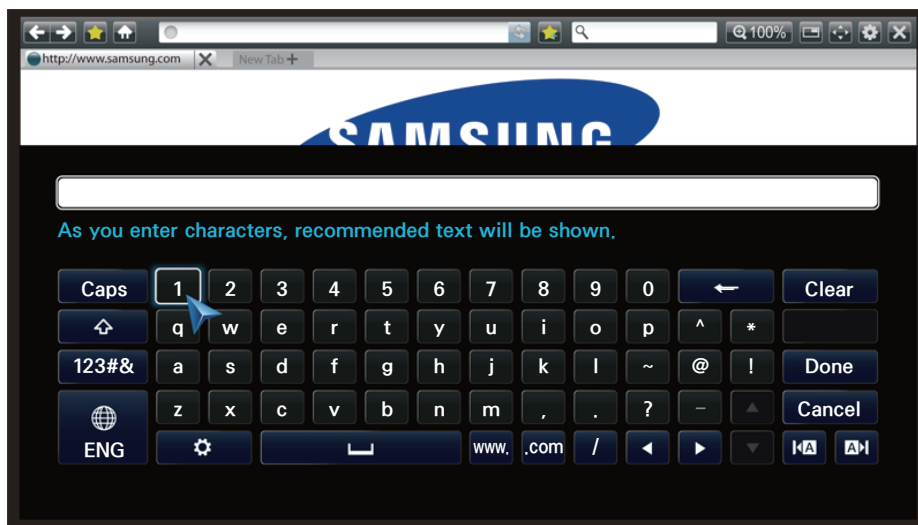 100%
http://www.samsung.com New Tab +
SAMSUNG
As you enter characters, recommended text will be shown.
Caps 1 2 3 4 5 6 7 8 9 0 Clear
q w e r t y u i o p ^ *
123#& a s d f g h j k l ~ @ ! Done
z x c v b n m , . ? - Cancel
ENG www. .com / A A